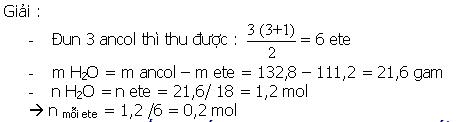 Giải :
- Đun 3 ancol thì thu được : 3 (3+1)/2 = 6 ete
- m H₂O = m ancol – m ete = 132,8 – 111,2 = 21,6 gam
- n H₂O = n ete = 21,6/ 18 = 1,2 mol
→ n mỗi ete = 1,2 /6 = 0,2 mol